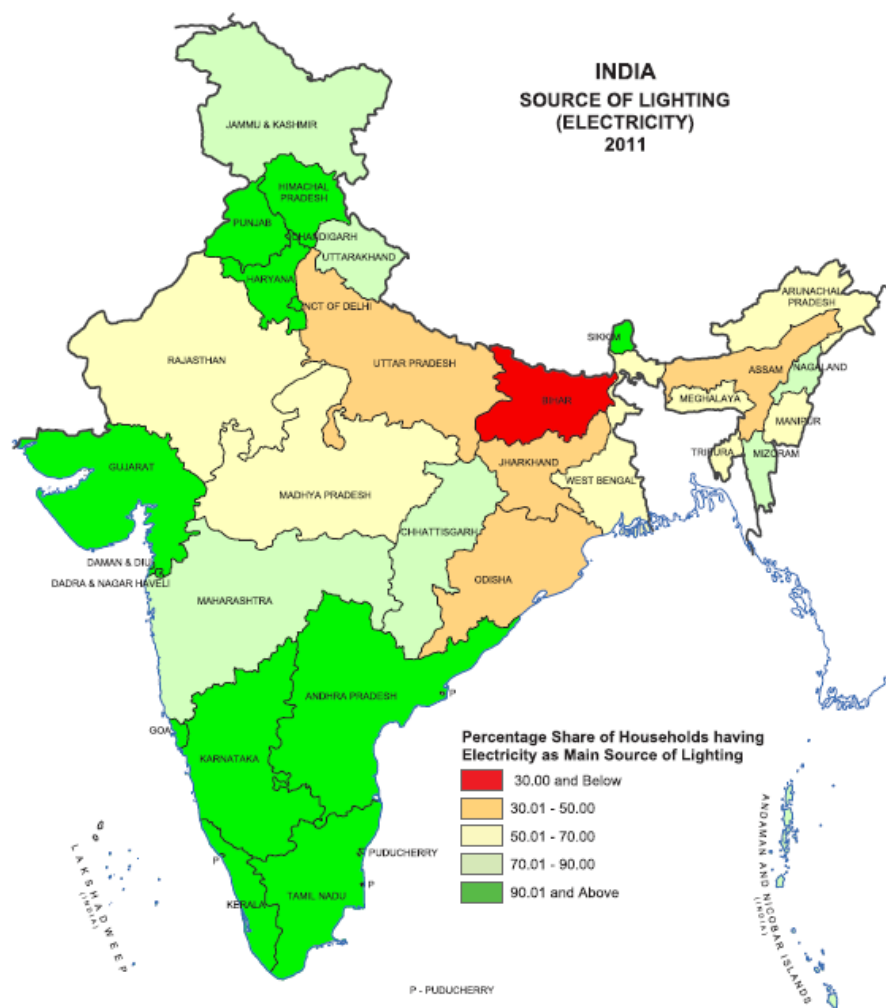 INDIA
SOURCE OF LIGHTING
(ELECTRICITY)
2011
JAMMU & KASHMIR
HIMACHAL
PRADESH
PUNJAB
CHANDIGARH
UTTARAKHAND
HARYANA
NCT OF DELHI
ARUNACHAL
PRADESH
SIKKIM
RAJASTHAN
UTTAR PRADESH
ASSAM
NAGALAND
BIHAR
MEGHALAYA
MANIPUR
TRIPURA
MIZORAM
GUJARAT
JHARKHAND
WEST BENGAL
MADHYA PRADESH
CHHATTISGARH
DAMAN & DIU
DADRA & NAGAR HAVELI
ODISHA
MAHARASHTRA
ANDHRA PRADESH
P
GOA
KARNATAKA
Percentage Share of Households having
Electricity as Main Source of Lighting
30.00 and Below
30.01 - 50.00
50.01 - 70.00
70.01 - 90.00
90.01 and Above
P
PUDUCHERRY
P
KERALA
TAMIL NADU
LAKSHADWEEP
(INDIA)
ANDAMAN AND NICOBAR ISLANDS
(INDIA)
P - PUDUCHERRY